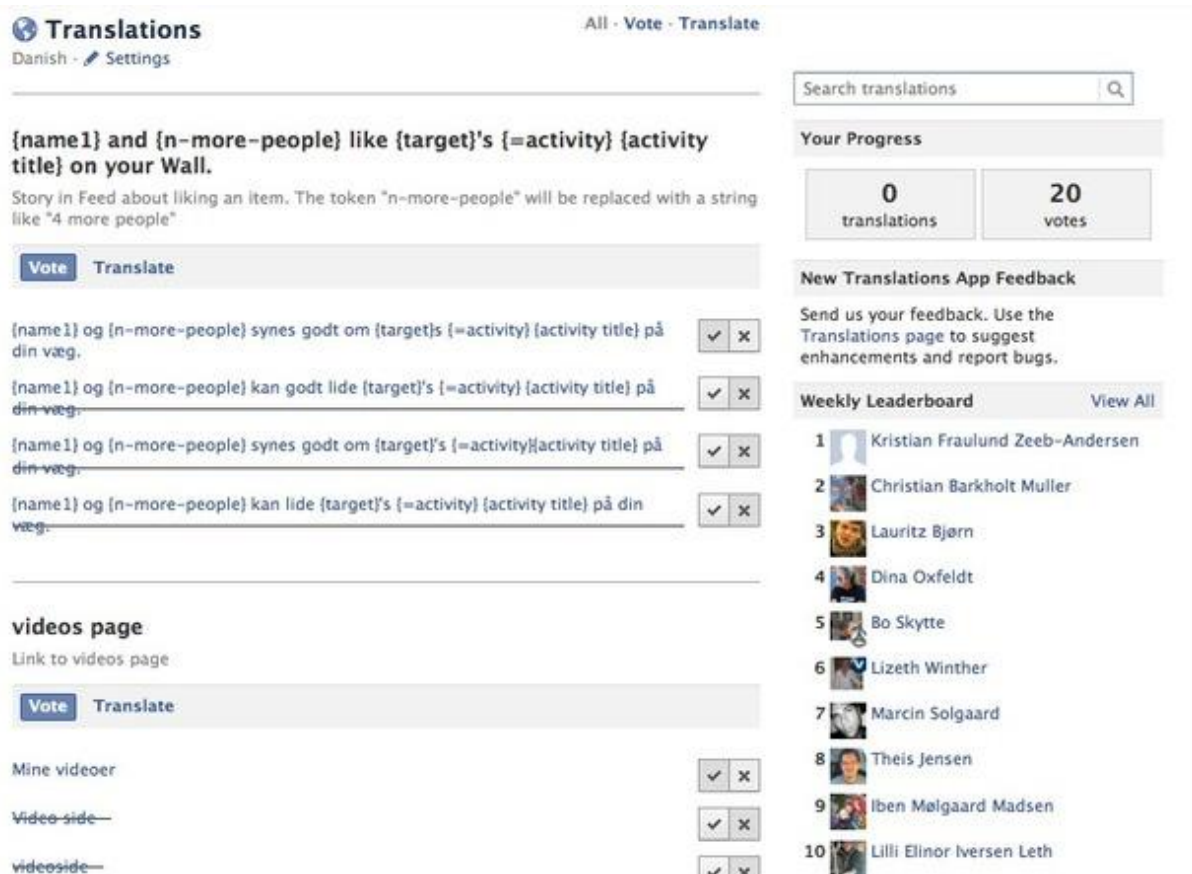 Translations
All · Vote · Translate
Danish · Settings
{name1} and {n-more-people} like {target}'s {=activity} {activity
title} on your Wall.
Story in Feed about liking an item. The token "n-more-people" will be replaced with a string
like "4 more people"
Vote Translate
{name1} og {n-more-people} synes godt om {target}s {=activity} {activity title} på
din væg.
{name1} og {n-more-people} kan godt lide {target}'s {=activity} {activity title} på
din væg.
{name1} og {n-more-people} synes godt om {target}'s {=activity}{activity title} på
din væg.
{name1} og {n-more-people} kan lide {target}'s {=activity} {activity title} på din
væg.
videos page
Link to videos page
Vote Translate
Mine videoer
Video side
videoside
Search translations
Your Progress
0 20
translations votes
New Translations App Feedback
Send us your feedback. Use the
Translations page to suggest
enhancements and report bugs.
Weekly Leaderboard View All
1 Kristian Fraulund Zeeb-Andersen
2 Christian Barkholt Muller
3 Lauritz Bjørn
4 Dina Oxfeldt
5 Bo Skytte
6 Lizeth Winther
7 Marcin Solgaard
8 Theis Jensen
9 Iben Mølgaard Madsen
10 Lilli Elinor Iversen Leth